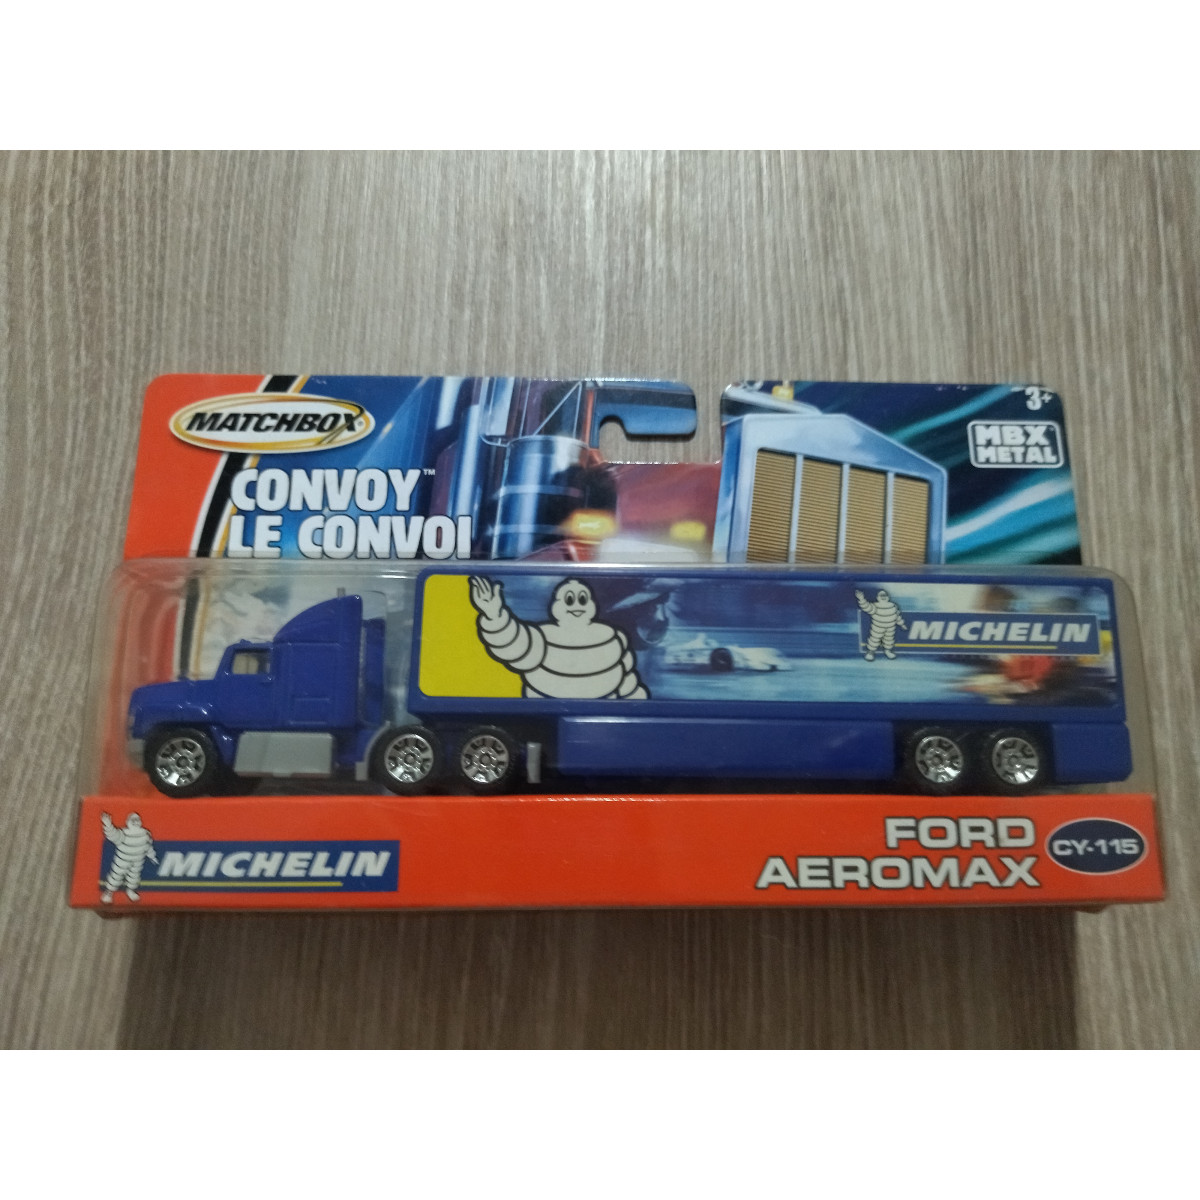 MATCHBOX
CONVOY™
LE CONVOI
3+
MBX
METAL
MICHELIN
MICHELIN
FORD
AEROMAX
CY-115